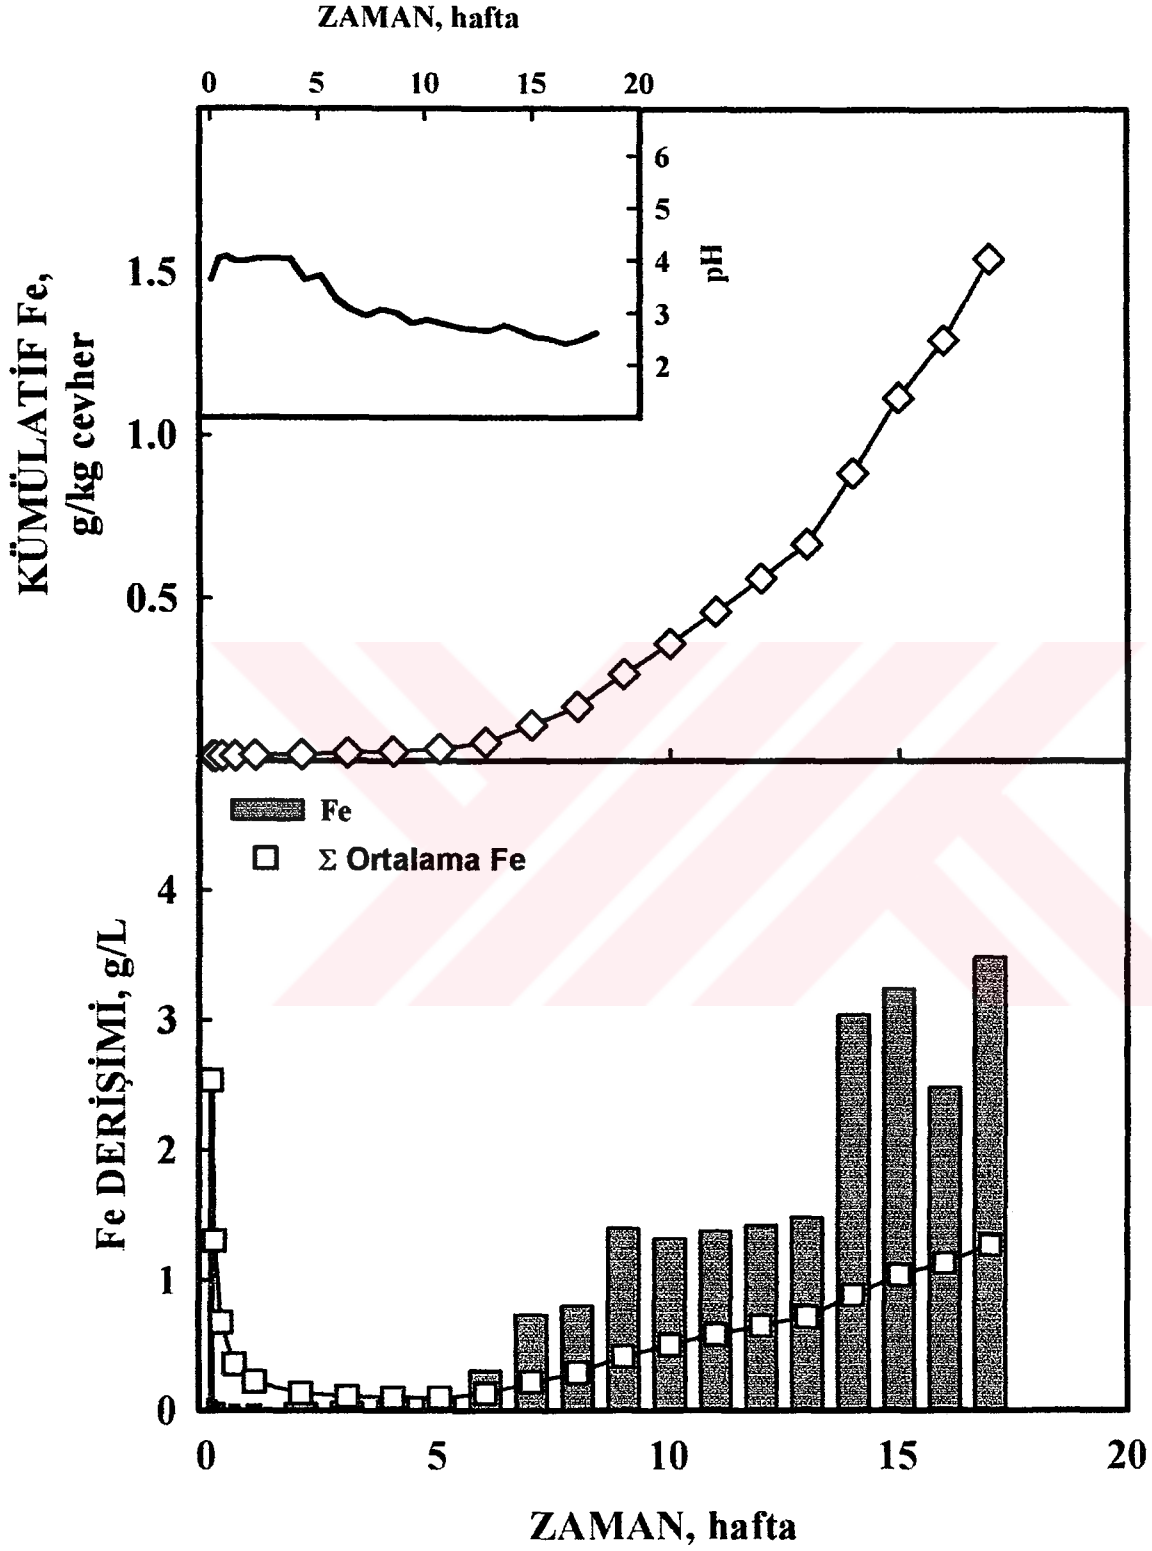 ZAMAN, hafta
0 5 10 15 20
6
5
4
3
2
pH
1.5
1.0
0.5
KÜMÜLATİF Fe,
g/kg cevher
Fe
Σ Ortalama Fe
4
3
2
1
0
Fe DERİŞİMİ, g/L
0 5 10 15 20
ZAMAN, hafta